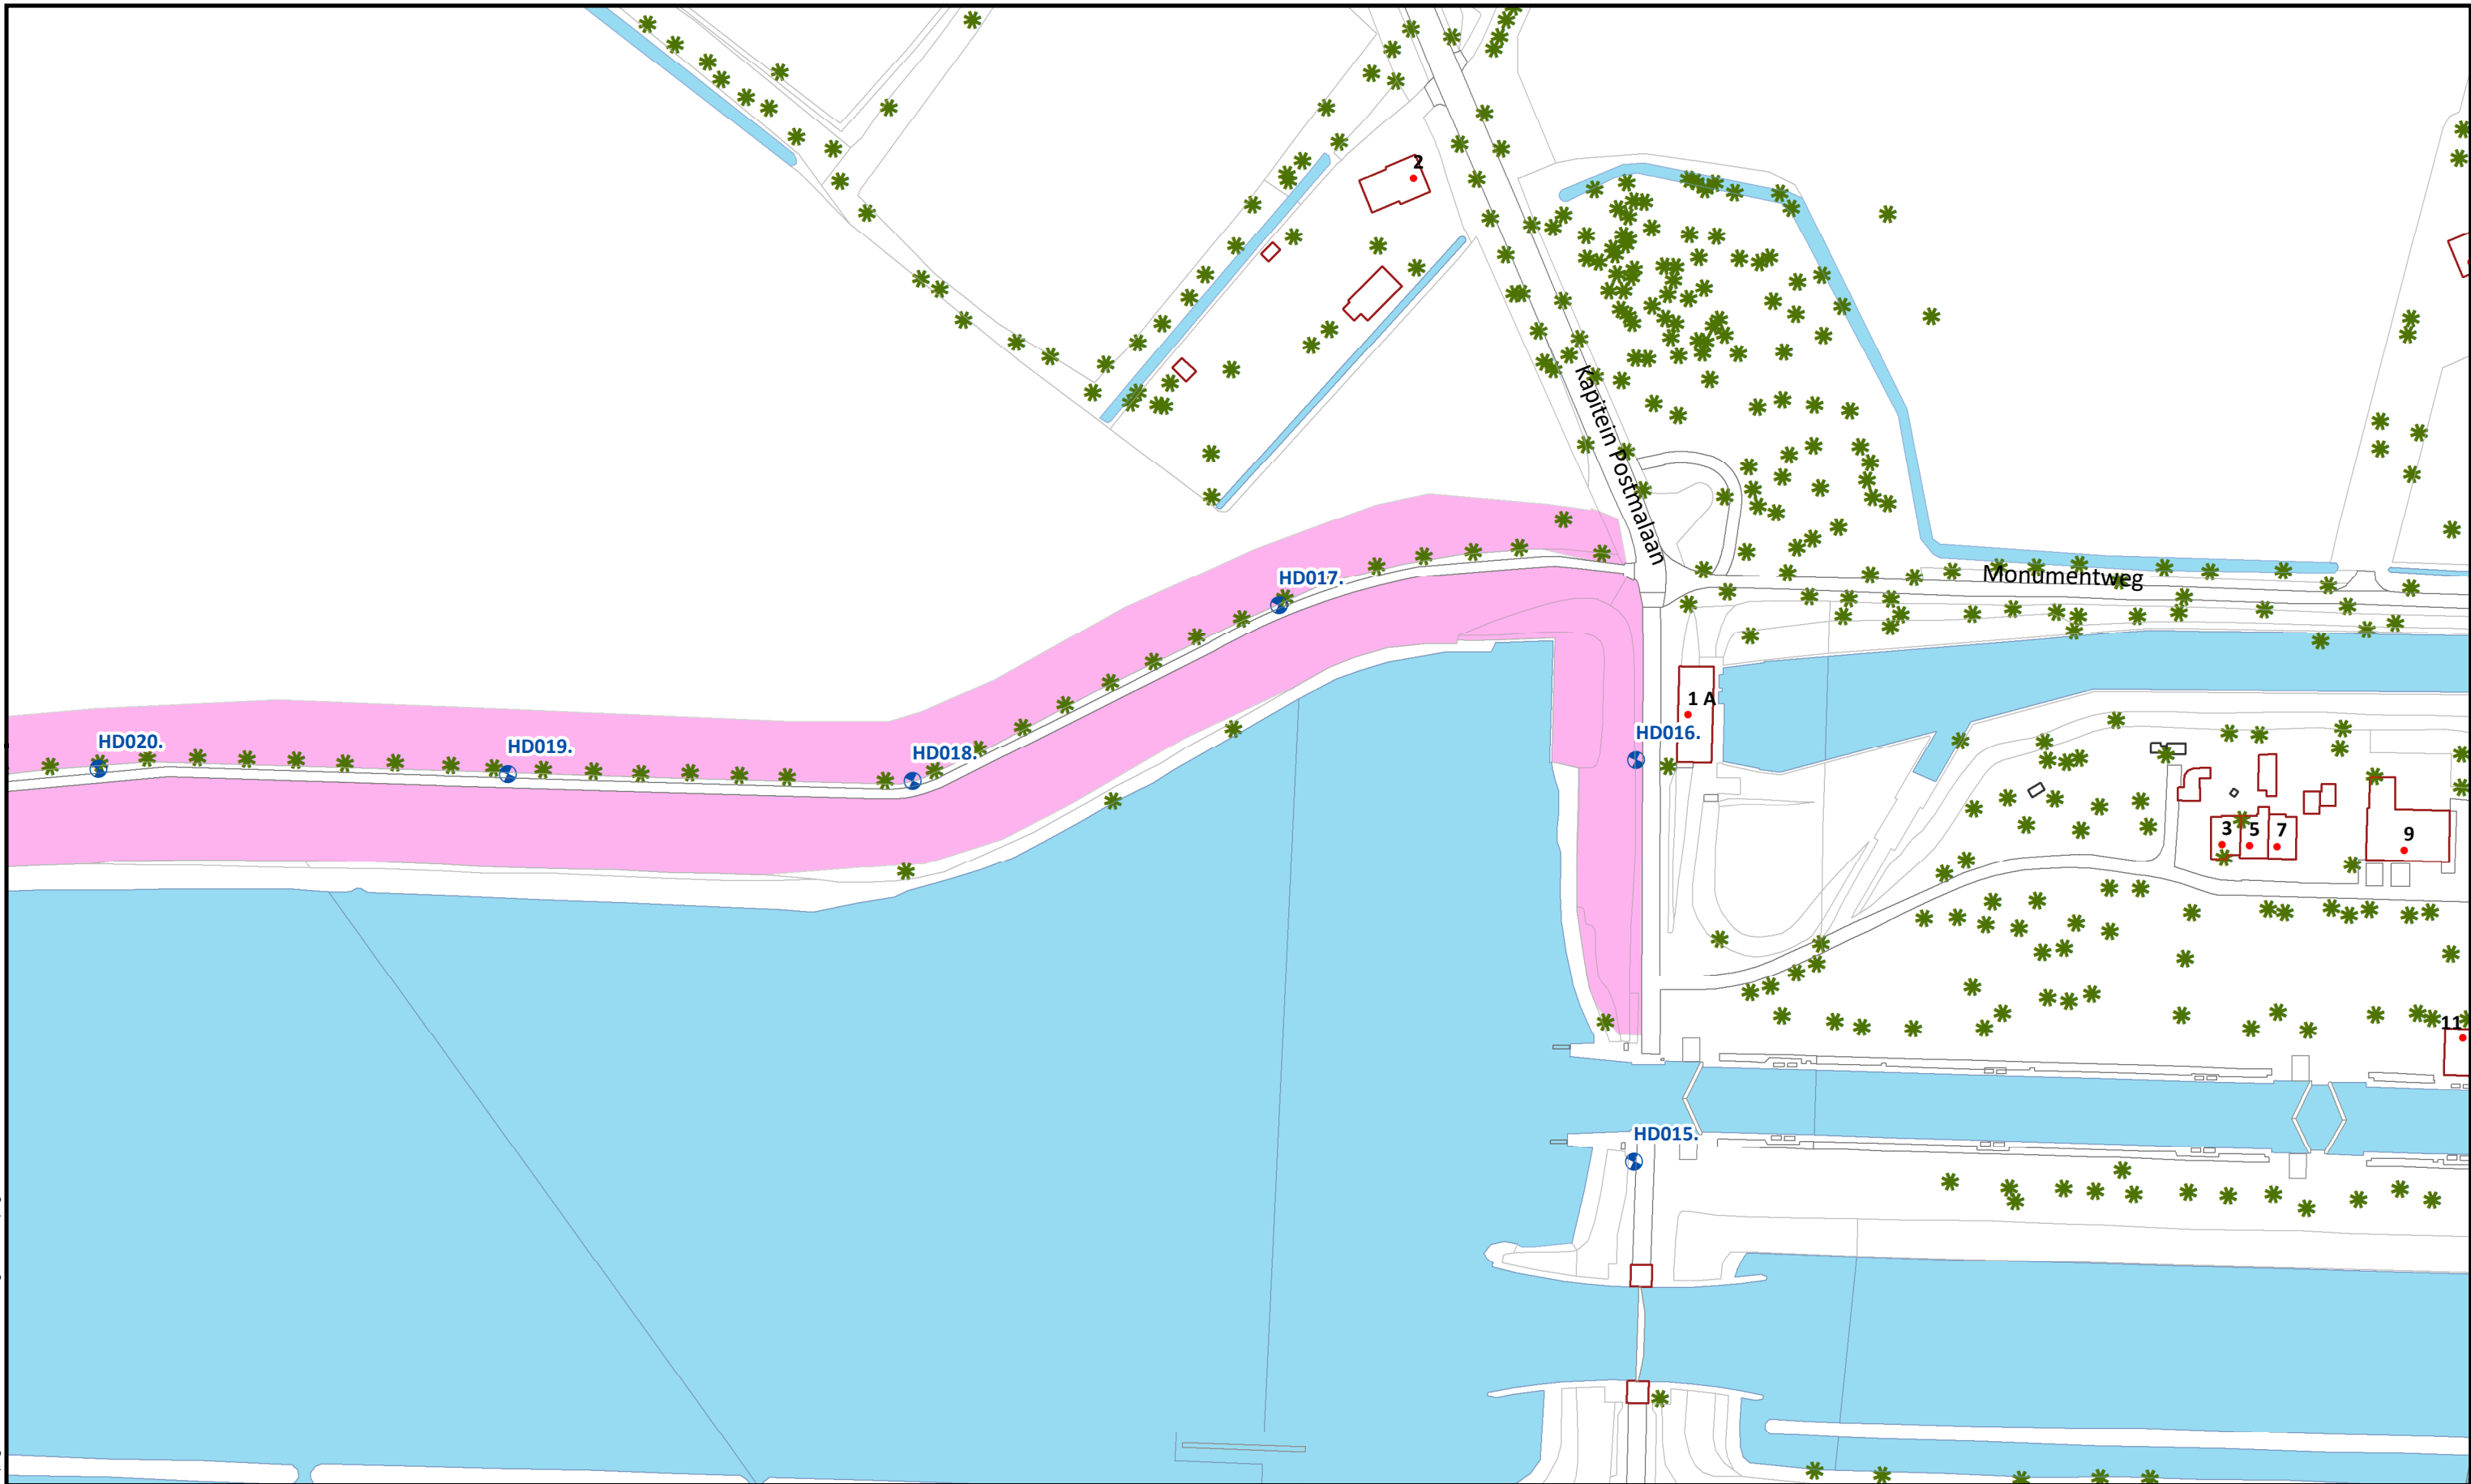 2
Kapitein Postmalaan
Monumentweg
HD017.
1 A
HD016.
HD020.
HD019.
HD018.
3
5
7
9
11
HD015.